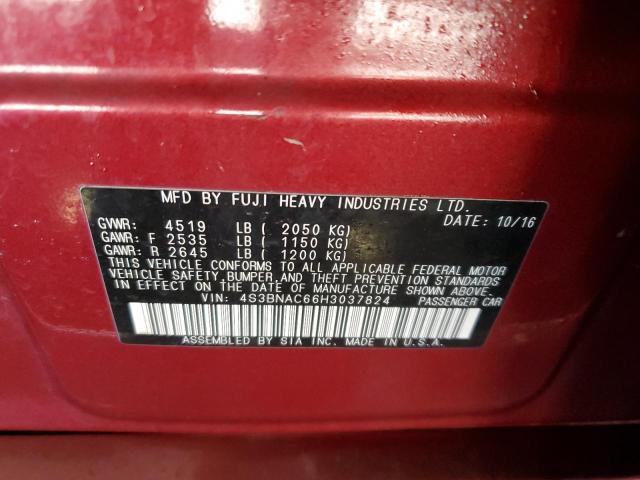 MFD BY FUJI HEAVY INDUSTRIES LTD.
DATE: 10/16
GVWR: 4519 LB ( 2050 KG)
GAWR: F 2535 LB ( 1150 KG)
GAWR: R 2645 LB ( 1200 KG)
THIS VEHICLE CONFORMS TO ALL APPLICABLE FEDERAL MOTOR
VEHICLE SAFETY, BUMPER, AND THEFT PREVENTION STANDARDS
IN EFFECT ON THE DATE OF MANUFACTURE SHOWN ABOVE.
VIN: 4S3BNAC66H3037824 PASSENGER CAR
ASSEMBLED BY SIA INC. MADE IN U.S.A.